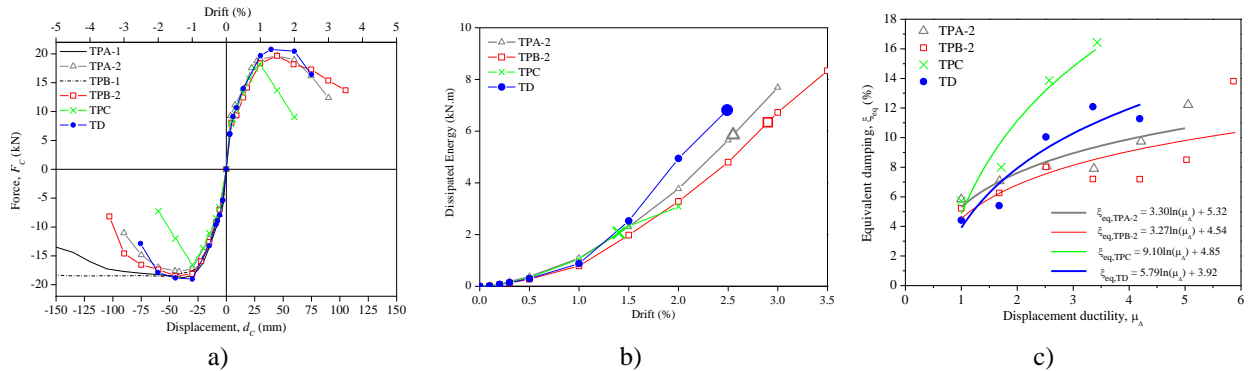 Drift (%)
-5 -4 -3 -2 -1 0 1 2 3 4 5
20
15
10
5
0
-5
-10
-15
-20
Force, F_C (kN)
TPA-1
TPA-2
TPB-1
TPB-2
TPC
TD
-150 -125 -100 -75 -50 -25 0 25 50 75 100 125 150
Displacement, d_C (mm)
a)
10
8
6
4
2
0
Dissipated Energy (kN.m)
TPA-2
TPB-2
TPC
TD
0.0 0.5 1.0 1.5 2.0 2.5 3.0 3.5
Drift (%)
b)
18
16
14
12
10
8
6
4
2
0
Equivalent damping, ξ_eq (%)
TPA-2
TPB-2
TPC
TD
ξ_eq,TPA-2 = 3.30ln(μ_Δ) + 5.32
ξ_eq,TPB-2 = 3.27ln(μ_Δ) + 4.54
ξ_eq,TPC = 9.10ln(μ_Δ) + 4.85
ξ_eq,TD = 5.79ln(μ_Δ) + 3.92
0 1 2 3 4 5 6
Displacement ductility, μ_Δ
c)